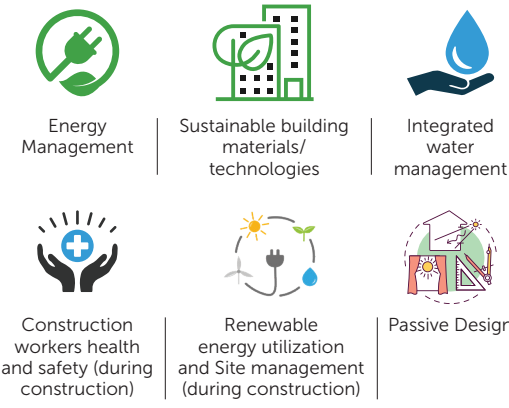 Energy
Management
Sustainable building
materials/
technologies
Integrated
water
management
Construction
workers health
and safety (during
construction)
Renewable
energy utilization
and Site management
(during construction)
Passive Design